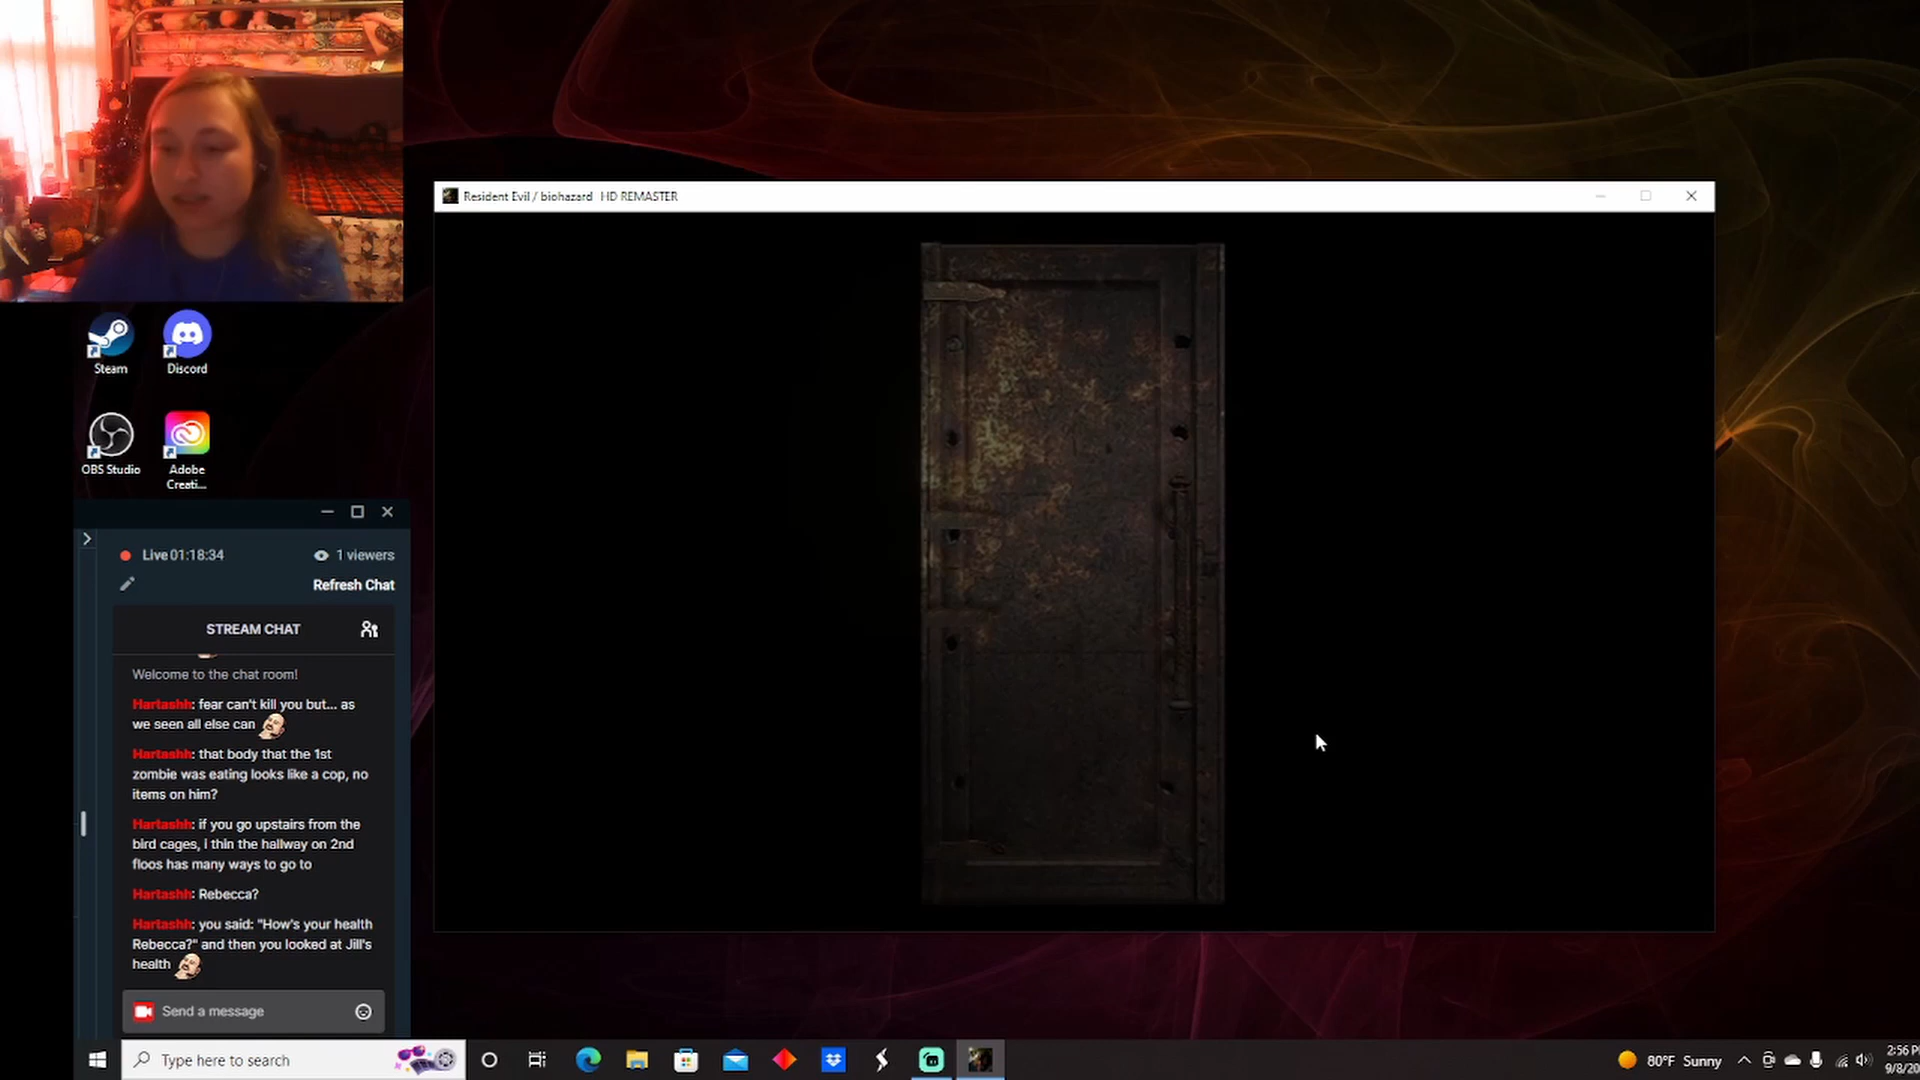 Resident Evil / biohazard HD REMASTER
Steam
Discord
OBS Studio
Adobe
Creati...
Live 01:18:34
1 viewers
Refresh Chat
STREAM CHAT
Welcome to the chat room!
Hartashh: fear can't kill you but... as
we seen all else can
Hartashh: that body that the 1st
zombie was eating looks like a cop, no
items on him?
Hartashh: if you go upstairs from the
bird cages, i thin the hallway on 2nd
floos has many ways to go to
Hartashh: Rebecca?
Hartashh: you said: "How's your health
Rebecca?" and then you looked at Jill's
health
Send a message
Type here to search
80°F Sunny
2:56 P
9/8/20